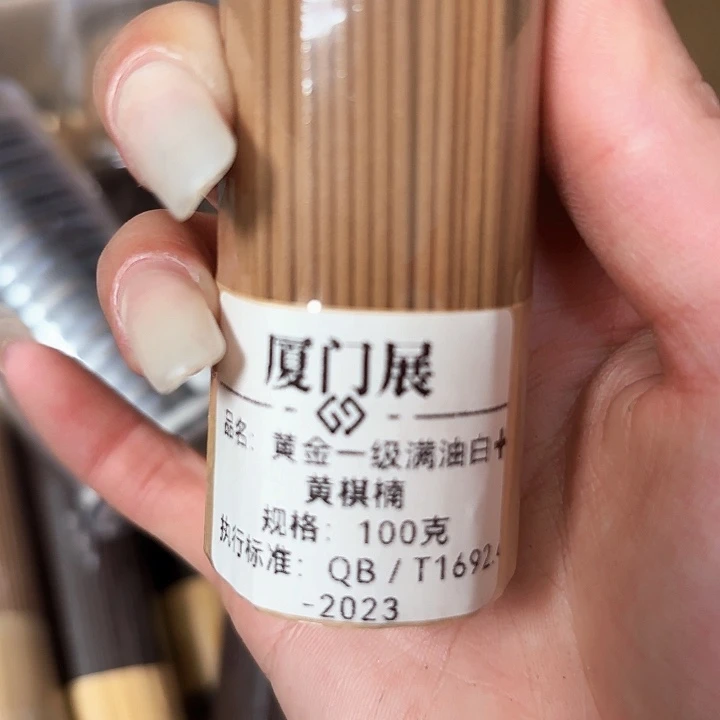 厦门展
品名：黄金一级满油白+
黄棋楠
规格：100克
执行标准：QB/T1692.4
-2023